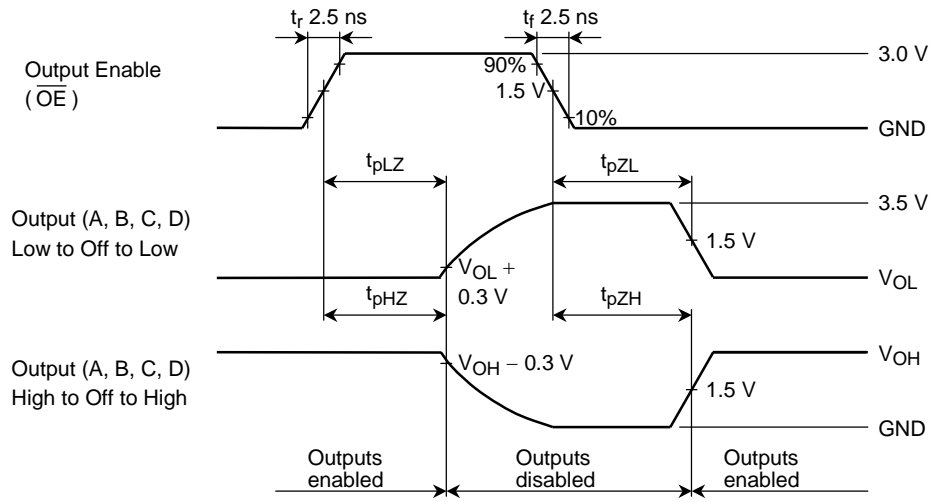 tr 2.5 ns
tf 2.5 ns
Output Enable
( OE )
90%
1.5 V
10%
3.0 V
GND
tpLZ
tpZL
Output (A, B, C, D)
Low to Off to Low
3.5 V
1.5 V
VOL +
0.3 V
VOL
tpHZ
tpZH
Output (A, B, C, D)
High to Off to High
VOH − 0.3 V
VOH
1.5 V
GND
Outputs
enabled
Outputs
disabled
Outputs
enabled